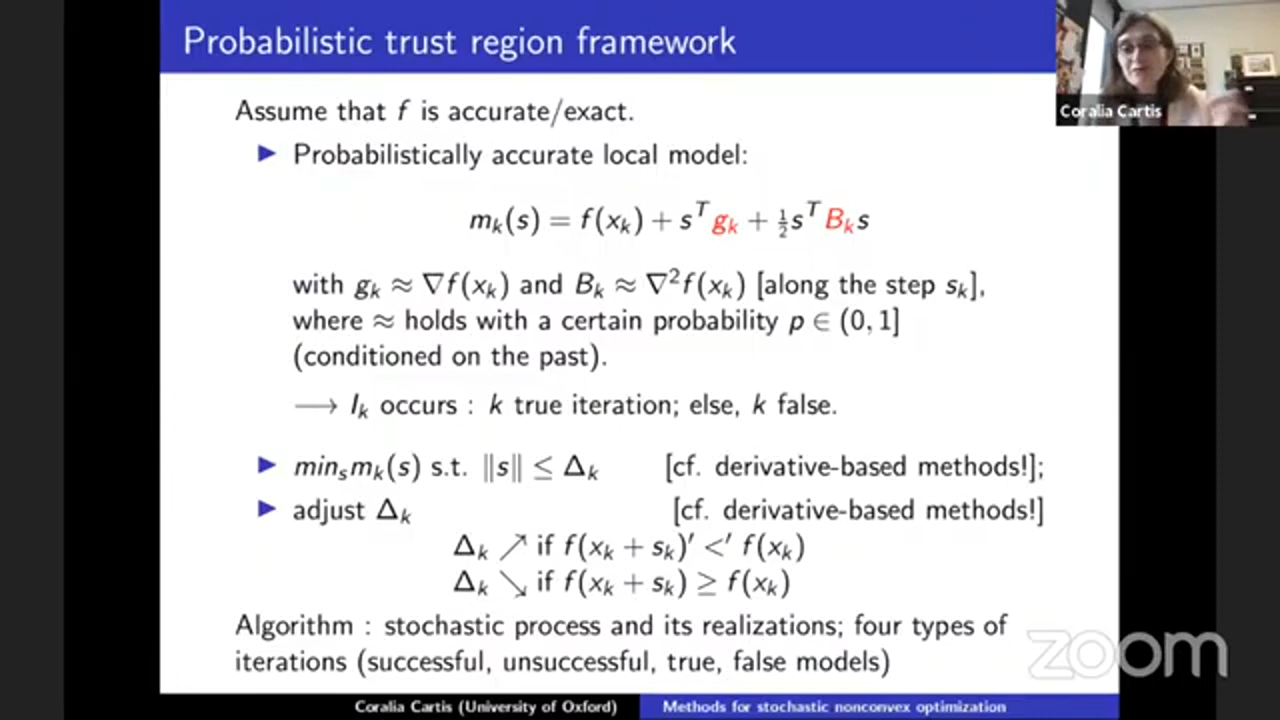 Probabilistic trust region framework
Coralia Cartis
Assume that f is accurate/exact.
▶ Probabilistically accurate local model:
m_k(s) = f(x_k) + s^T g_k + ½ s^T B_k s
with g_k ≈ ∇f(x_k) and B_k ≈ ∇²f(x_k) [along the step s_k],
where ≈ holds with a certain probability p ∈ (0, 1]
(conditioned on the past).
⟶ I_k occurs : k true iteration; else, k false.
▶ min_s m_k(s) s.t. ‖s‖ ≤ Δ_k [cf. derivative-based methods!];
▶ adjust Δ_k [cf. derivative-based methods!]
Δ_k ↗ if f(x_k + s_k)′ <′ f(x_k)
Δ_k ↘ if f(x_k + s_k) ≥ f(x_k)
Algorithm : stochastic process and its realizations; four types of
iterations (successful, unsuccessful, true, false models)
zoom
Coralia Cartis (University of Oxford) Methods for stochastic nonconvex optimization